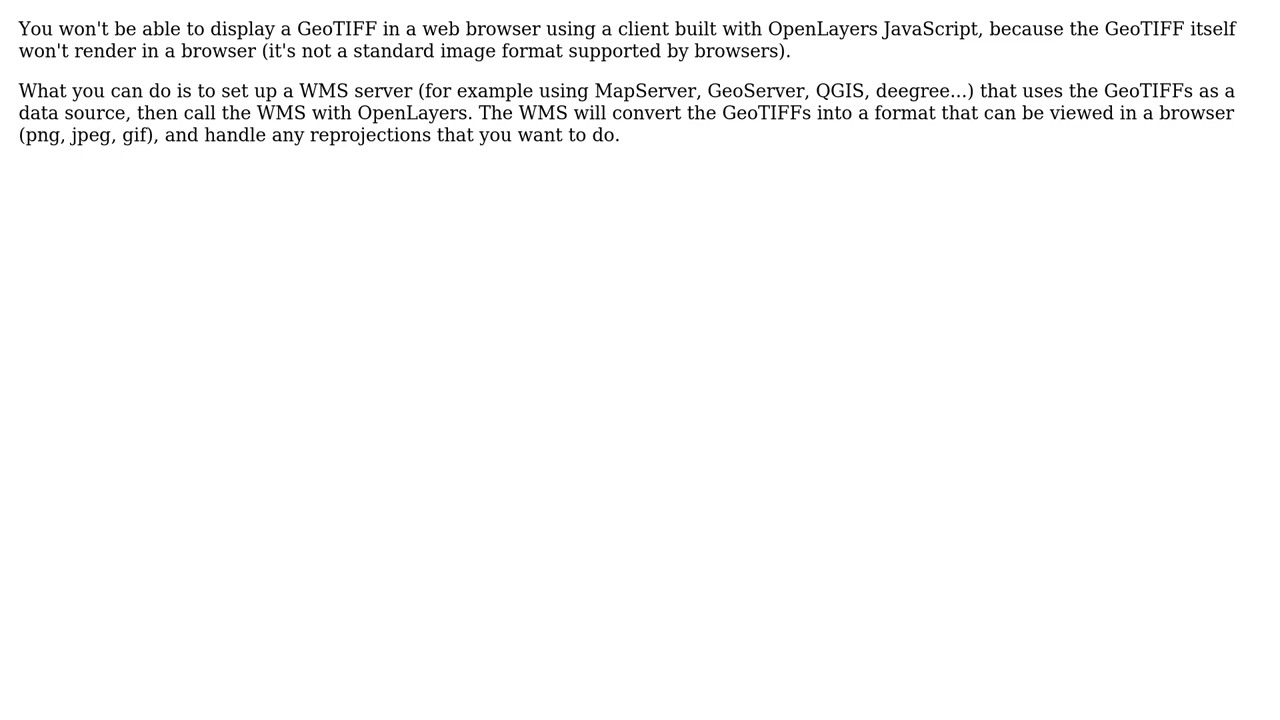 You won't be able to display a GeoTIFF in a web browser using a client built with OpenLayers JavaScript, because the GeoTIFF itself
won't render in a browser (it's not a standard image format supported by browsers).
What you can do is to set up a WMS server (for example using MapServer, GeoServer, QGIS, deegree...) that uses the GeoTIFFs as a
data source, then call the WMS with OpenLayers. The WMS will convert the GeoTIFFs into a format that can be viewed in a browser
(png, jpeg, gif), and handle any reprojections that you want to do.